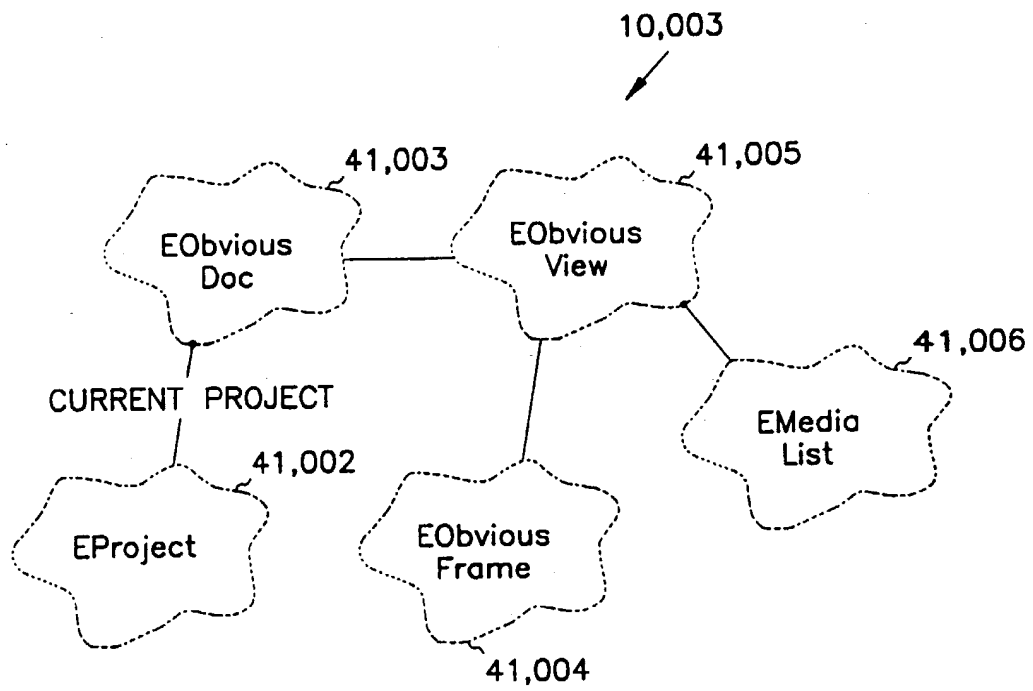 10,003
41,003
41,005
EObvious
Doc
EObvious
View
41,006
CURRENT PROJECT
EMedia
List
41,002
EProject
EObvious
Frame
41,004